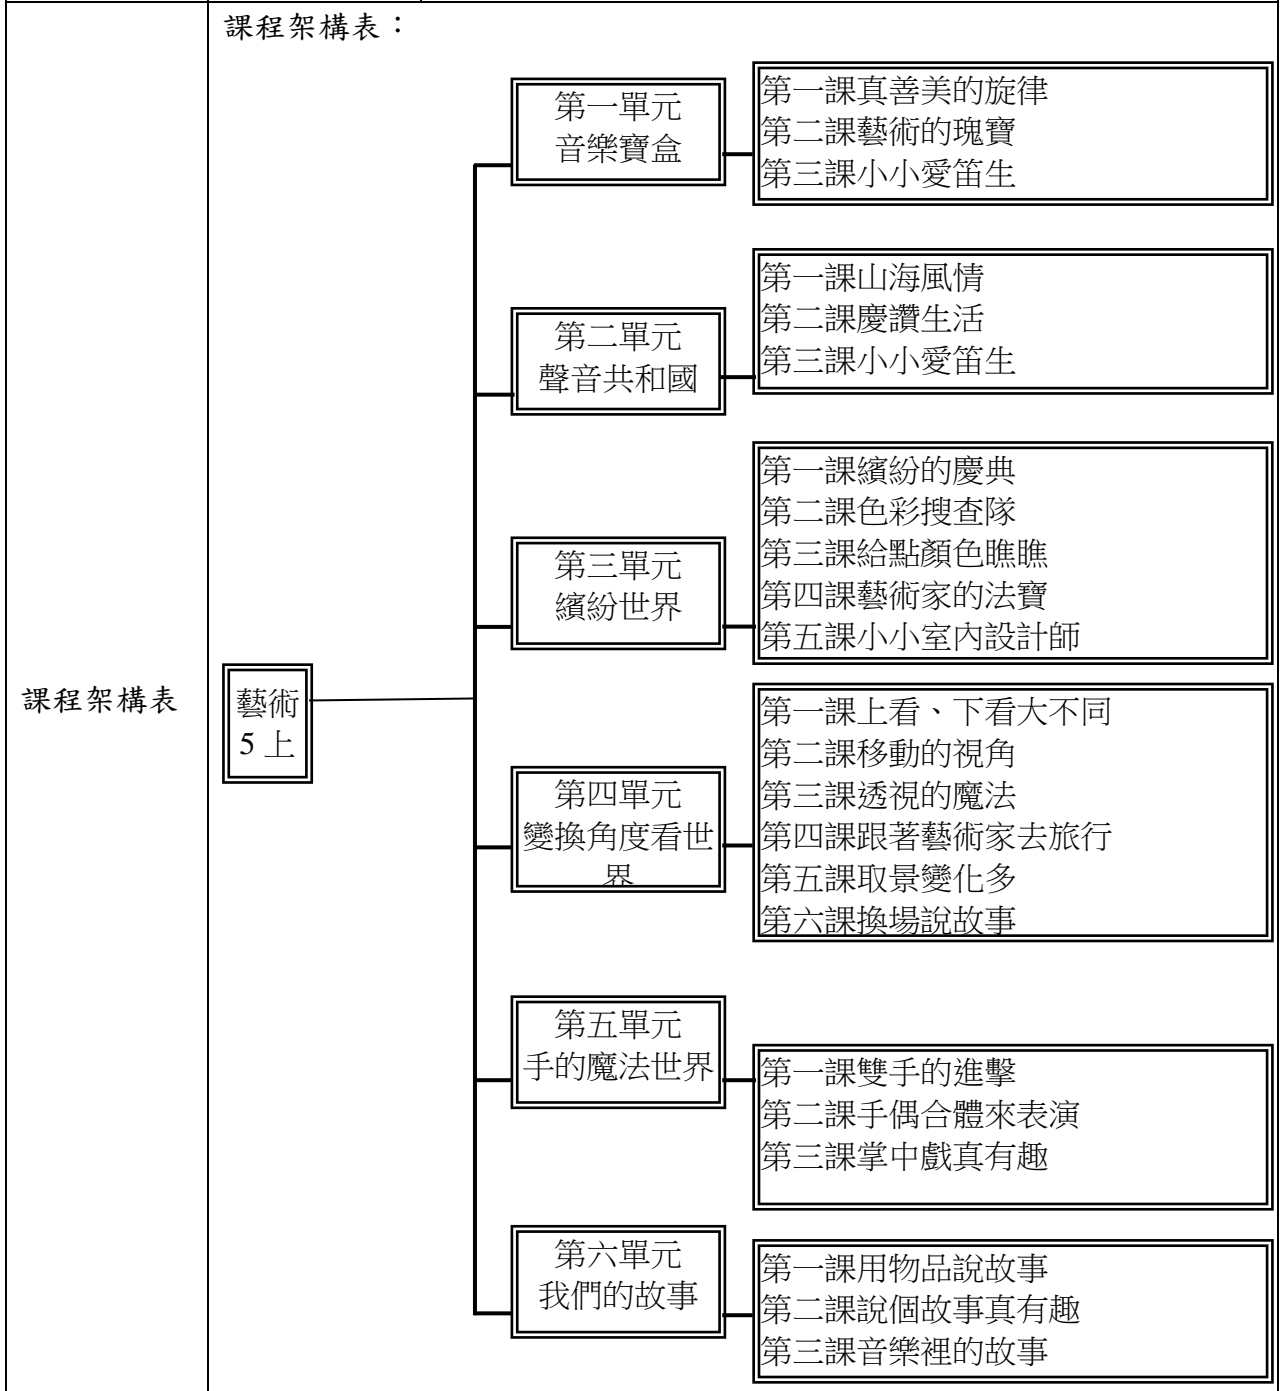 課程架構表
課程架構表：
藝術
5 上
第一單元
音樂寶盒
第一課真善美的旋律
第二課藝術的瑰寶
第三課小小愛笛生
第二單元
聲音共和國
第一課山海風情
第二課慶讚生活
第三課小小愛笛生
第三單元
繽紛世界
第一課繽紛的慶典
第二課色彩搜查隊
第三課給點顏色瞧瞧
第四課藝術家的法寶
第五課小小室內設計師
第四單元
變換角度看世
界
第一課上看、下看大不同
第二課移動的視角
第三課透視的魔法
第四課跟著藝術家去旅行
第五課取景變化多
第六課換場說故事
第五單元
手的魔法世界
第一課雙手的進擊
第二課手偶合體來表演
第三課掌中戲真有趣
第六單元
我們的故事
第一課用物品說故事
第二課說個故事真有趣
第三課音樂裡的故事